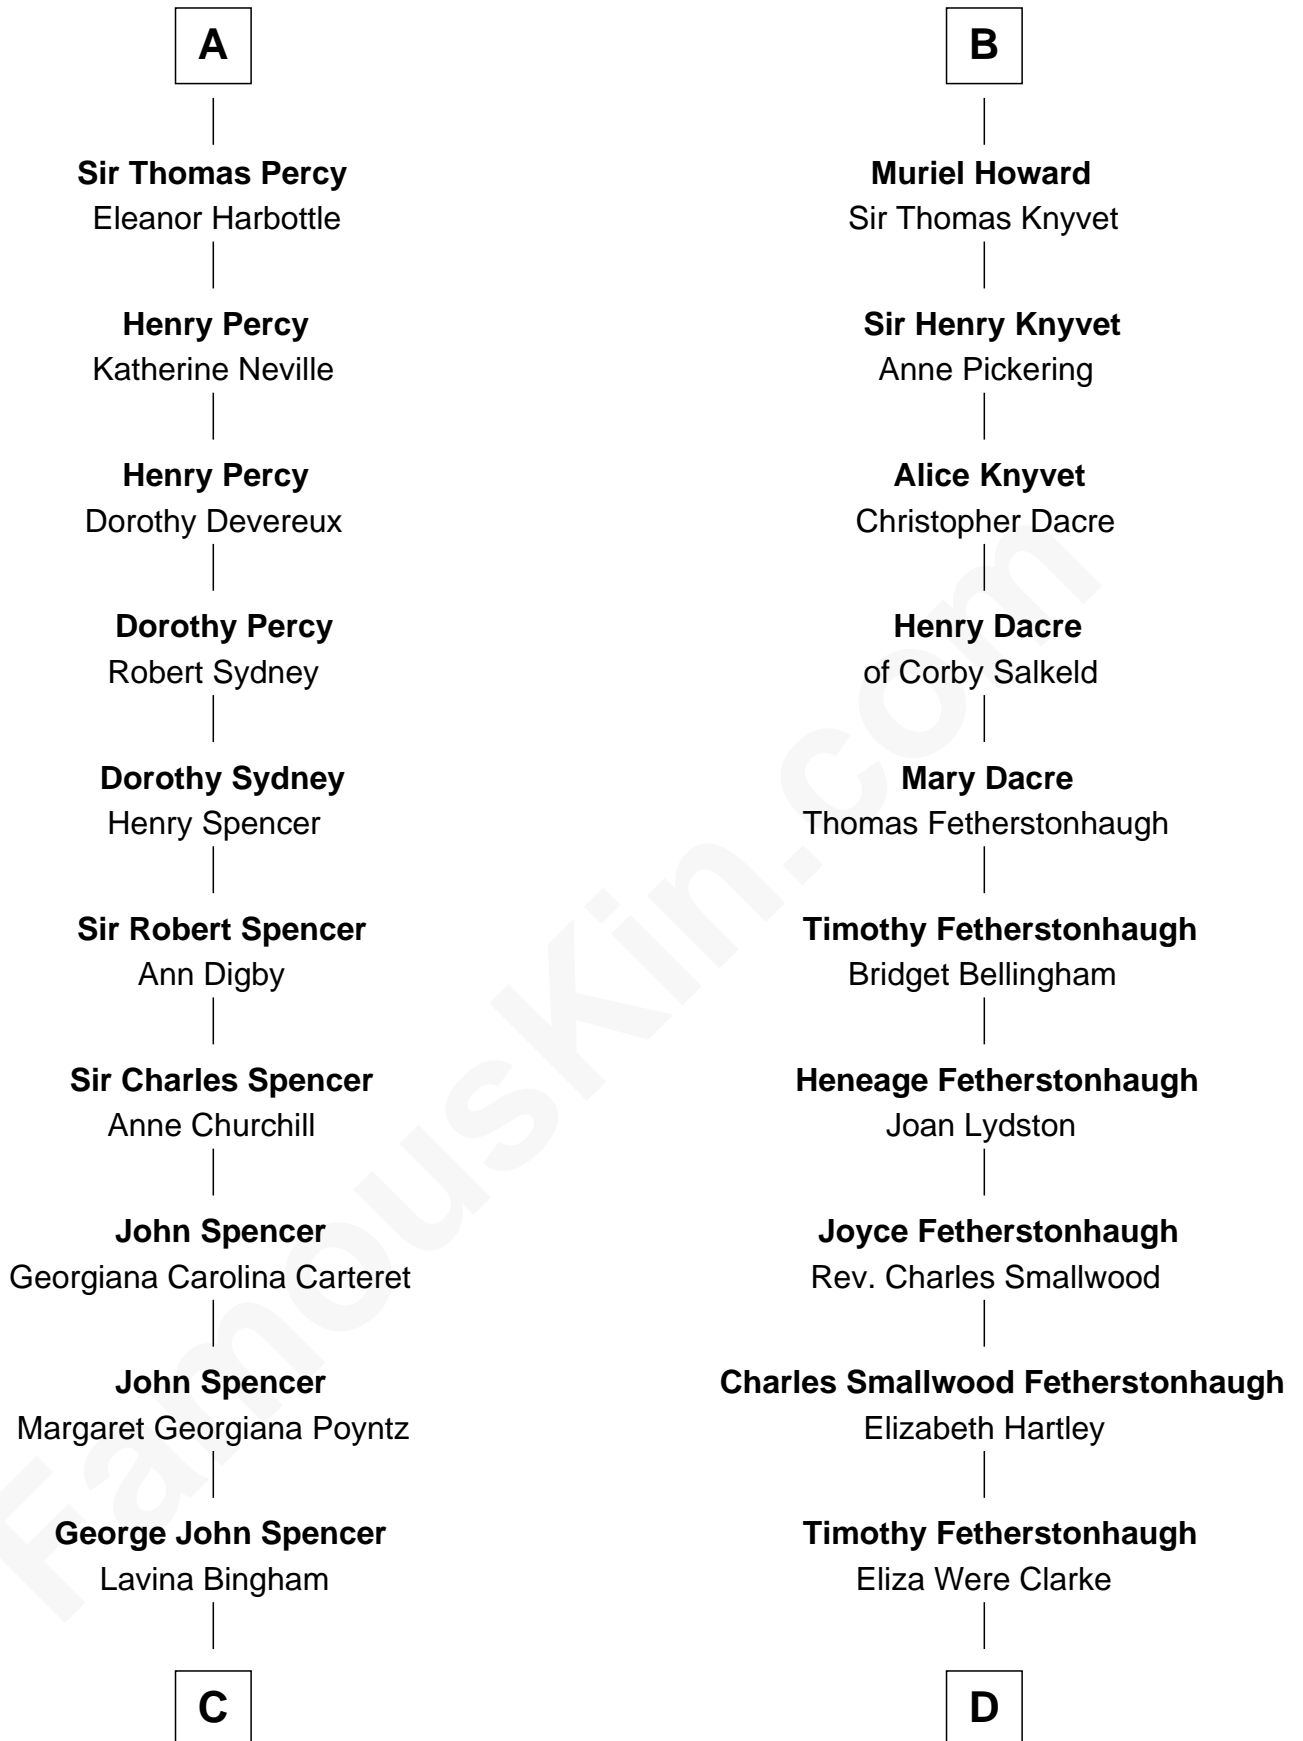 A
Sir Thomas Percy
Eleanor Harbottle
Henry Percy
Katherine Neville
Henry Percy
Dorothy Devereux
Dorothy Percy
Robert Sydney
Dorothy Sydney
Henry Spencer
Sir Robert Spencer
Ann Digby
Sir Charles Spencer
Anne Churchill
John Spencer
Georgiana Carolina Carteret
John Spencer
Margaret Georgiana Poyntz
George John Spencer
Lavina Bingham
C
B
Muriel Howard
Sir Thomas Knyvet
Sir Henry Knyvet
Anne Pickering
Alice Knyvet
Christopher Dacre
Henry Dacre
of Corby Salkeld
Mary Dacre
Thomas Fetherstonhaugh
Timothy Fetherstonhaugh
Bridget Bellingham
Heneage Fetherstonhaugh
Joan Lydston
Joyce Fetherstonhaugh
Rev. Charles Smallwood
Charles Smallwood Fetherstonhaugh
Elizabeth Hartley
Timothy Fetherstonhaugh
Eliza Were Clarke
D
FamousKin.com